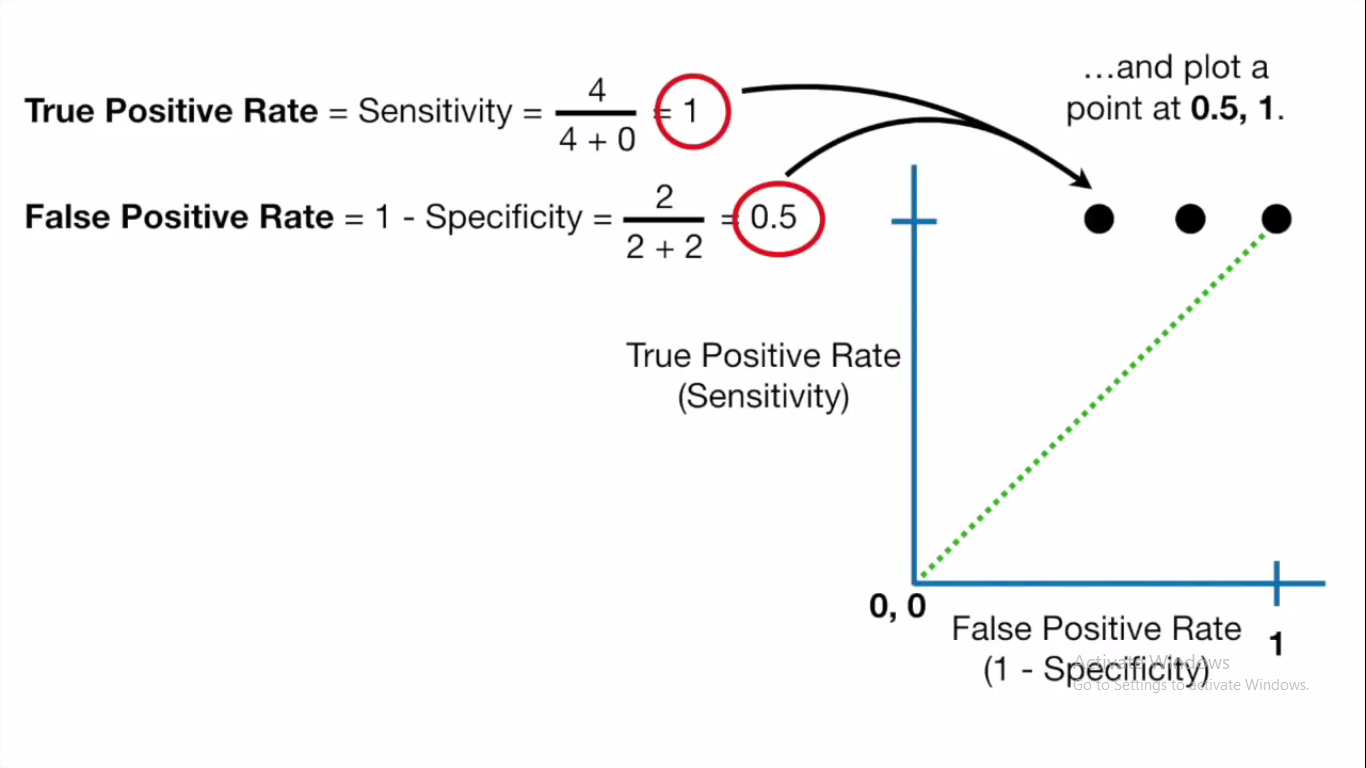 …and plot a
point at 0.5, 1.
True Positive Rate = Sensitivity = 4 / 4 + 0 = 1
False Positive Rate = 1 - Specificity = 2 / 2 + 2 = 0.5
True Positive Rate
(Sensitivity)
0, 0
False Positive Rate
(1 - Specificity)
1
Activate Windows
Go to Settings to activate Windows.